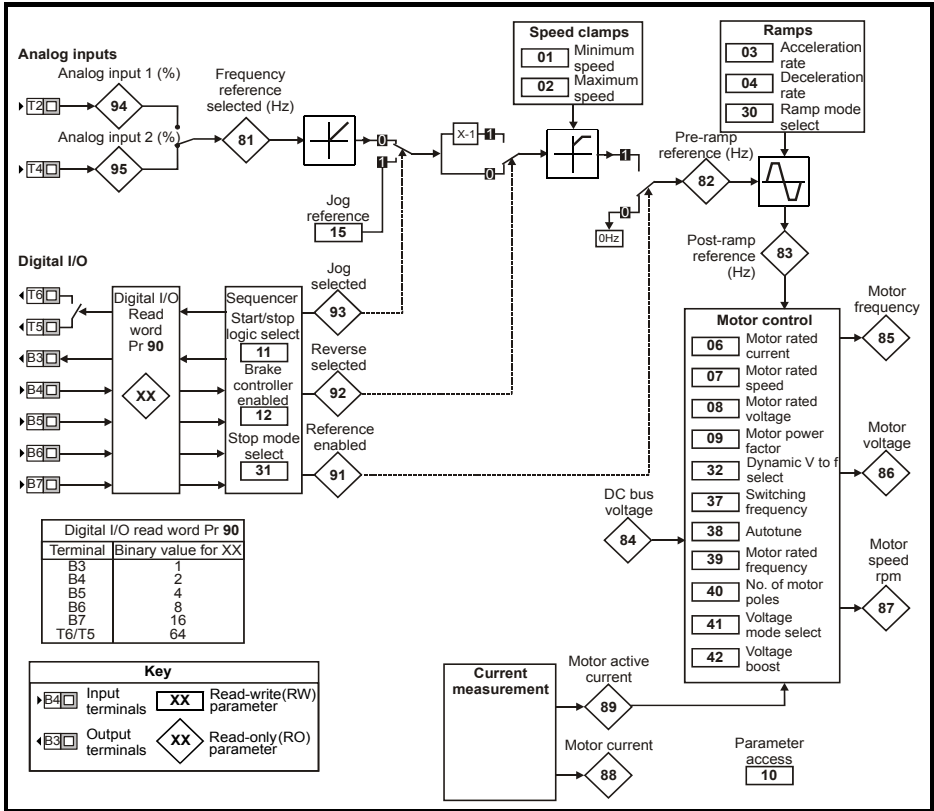 Analog inputs
Analog input 1 (%)
T2
94
Analog input 2 (%)
T4
95
Frequency
reference
selected (Hz)
81
0
1
Jog
reference
15
X-1
1
0
Speed clamps
01
Minimum
speed
02
Maximum
speed
1
0
0Hz
Pre-ramp
reference (Hz)
82
Ramps
03
Acceleration
rate
04
Deceleration
rate
30
Ramp mode
select
Post-ramp
reference
(Hz)
83
Digital I/O
T6
T5
B3
B4
B5
B6
B7
Digital I/O
Read
word
Pr 90
XX
Sequencer
Start/stop
logic select
11
Brake
controller
enabled
12
Stop mode
select
31
Jog
selected
93
Reverse
selected
92
Reference
enabled
91
Motor control
06
Motor rated
current
07
Motor rated
speed
08
Motor rated
voltage
09
Motor power
factor
32
Dynamic V to f
select
37
Switching
frequency
38
Autotune
39
Motor rated
frequency
40
No. of motor
poles
41
Voltage
mode select
42
Voltage
boost
DC bus
voltage
84
Motor
frequency
85
Motor
voltage
86
Motor
speed
rpm
87
Digital I/O read word Pr 90
Terminal Binary value for XX
B3 1
B4 2
B5 4
B6 8
B7 16
T6/T5 64
Key
B4 Input
terminals
XX Read-write(RW)
parameter
B3 Output
terminals
XX Read-only(RO)
parameter
Current
measurement
Motor active
current
89
Motor current
88
Parameter
access
10